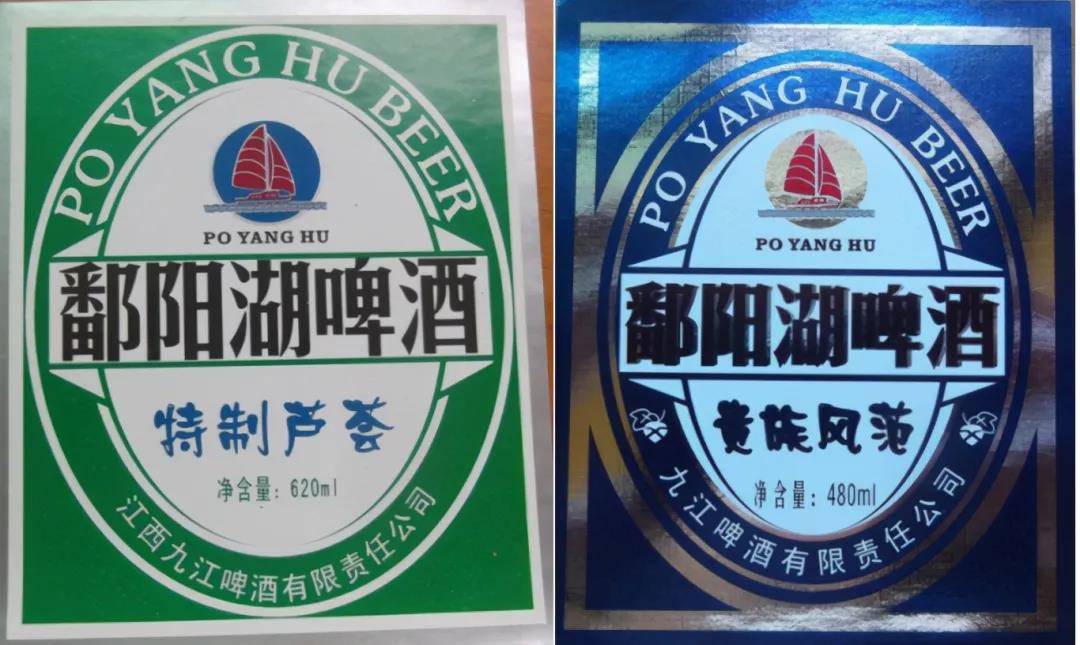 PO YANG HU BEER
PO YANG HU
鄱阳湖啤酒
特制芦荟
净含量：620ml
江西九江啤酒有限责任公司
PO YANG HU BEER
PO YANG HU
鄱阳湖啤酒
贵族风范
净含量：480ml
九江啤酒有限责任公司